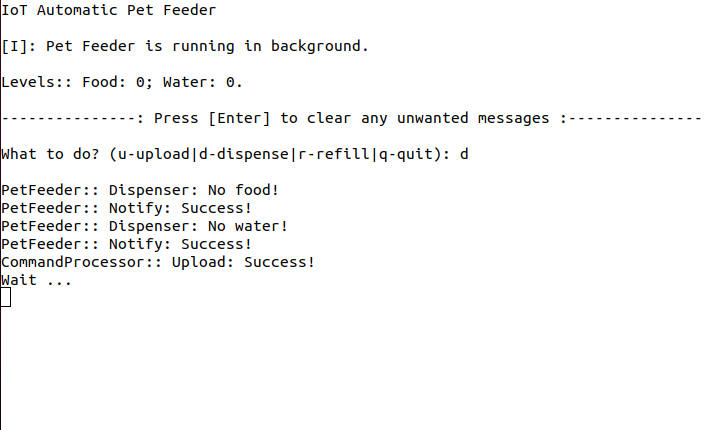 IoT Automatic Pet Feeder
[I]: Pet Feeder is running in background.
Levels:: Food: 0; Water: 0.
---------------: Press [Enter] to clear any unwanted messages :---------------
What to do? (u-upload|d-dispense|r-refill|q-quit): d
PetFeeder:: Dispenser: No food!
PetFeeder:: Notify: Success!
PetFeeder:: Dispenser: No water!
PetFeeder:: Notify: Success!
CommandProcessor:: Upload: Success!
Wait ...